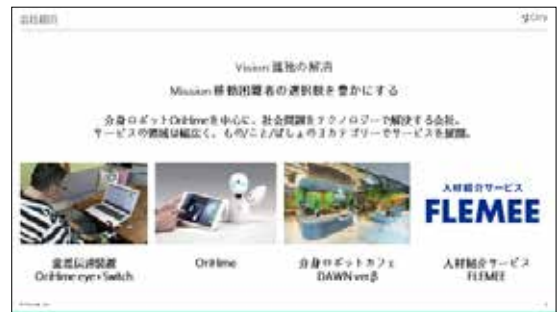 会社紹介
Vision 孤独の解消
Mission 移動困難者の選択肢を豊かにする
分身ロボットOriHimeを中心に、社会問題をテクノロジーで解決する会社。
サービスの領域は幅広く、もの/こと/ばしょの3カテゴリーでサービスを展開。
人材紹介サービス
FLEMEE
意思伝達装置
OriHime eye+Switch
OriHime
分身ロボットカフェ
DAWN ver.β
人材紹介サービス
FLEMEE